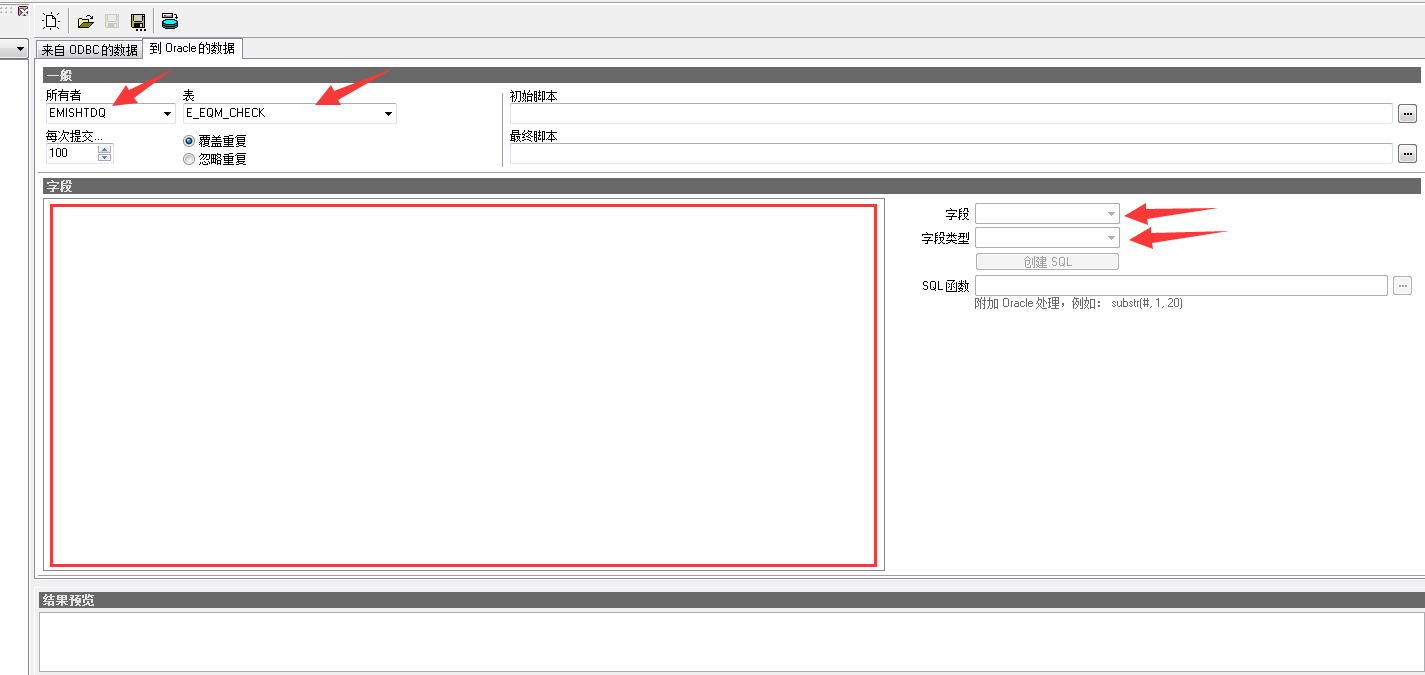 来自 ODBC 的数据
到 Oracle 的数据
一般
所有者
表
初始脚本
EMISHTDQ
E_EQM_CHECK
...
每次提交...
覆盖重复
最终脚本
100
忽略重复
...
字段
字段
字段类型
创建 SQL
SQL 函数
...
附加 Oracle 处理，例如： substr(#, 1, 20)
结果预览